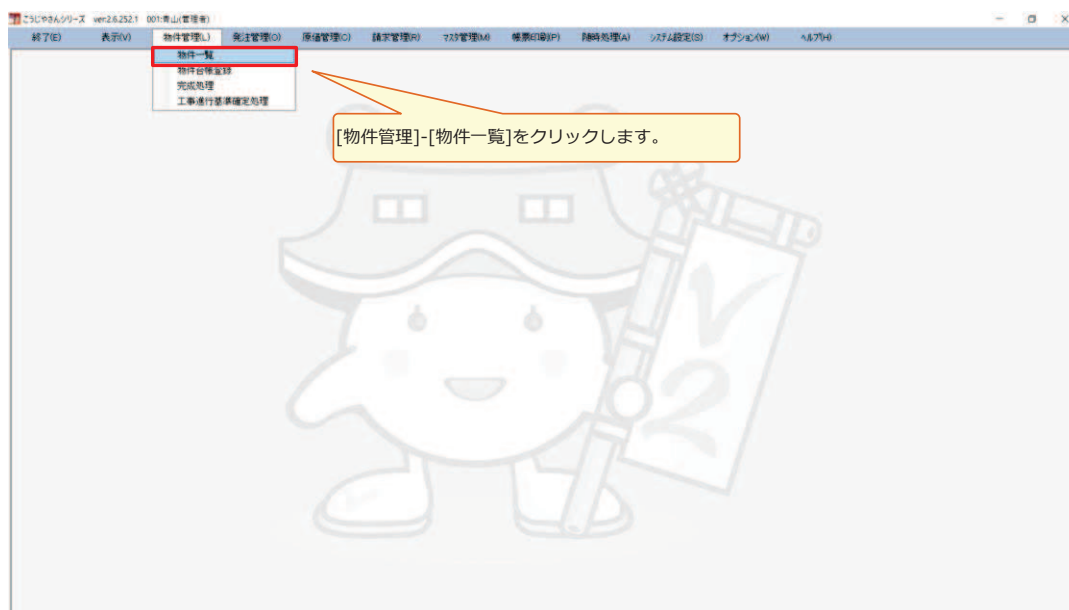 こうじやさんシリーズ ver:2.6.252.1 001:青山(管理者)
終了(E) 表示(V) 物件管理(L) 発注管理(O) 原価管理(C) 請求管理(R) マスタ管理(M) 帳票印刷(P) 随時処理(A) システム設定(S) オプション(W) ヘルプ(H)
物件一覧
物件台帳登録
完成処理
工事進行基準確定処理
[物件管理]-[物件一覧]をクリックします。
V2